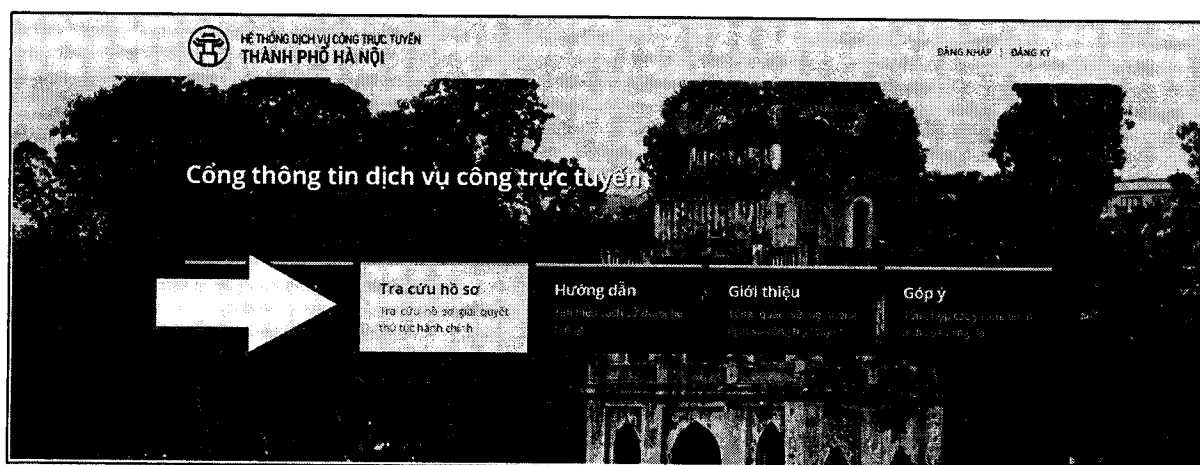 HỆ THỐNG DỊCH VỤ CÔNG TRỰC TUYẾN
THÀNH PHỐ HÀ NỘI
ĐĂNG NHẬP | ĐĂNG KÝ
Cổng thông tin dịch vụ công trực tuyến
Tra cứu hồ sơ
Tra cứu hồ sơ giải quyết
thủ tục hành chính
Hướng dẫn
Giới thiệu
Góp ý